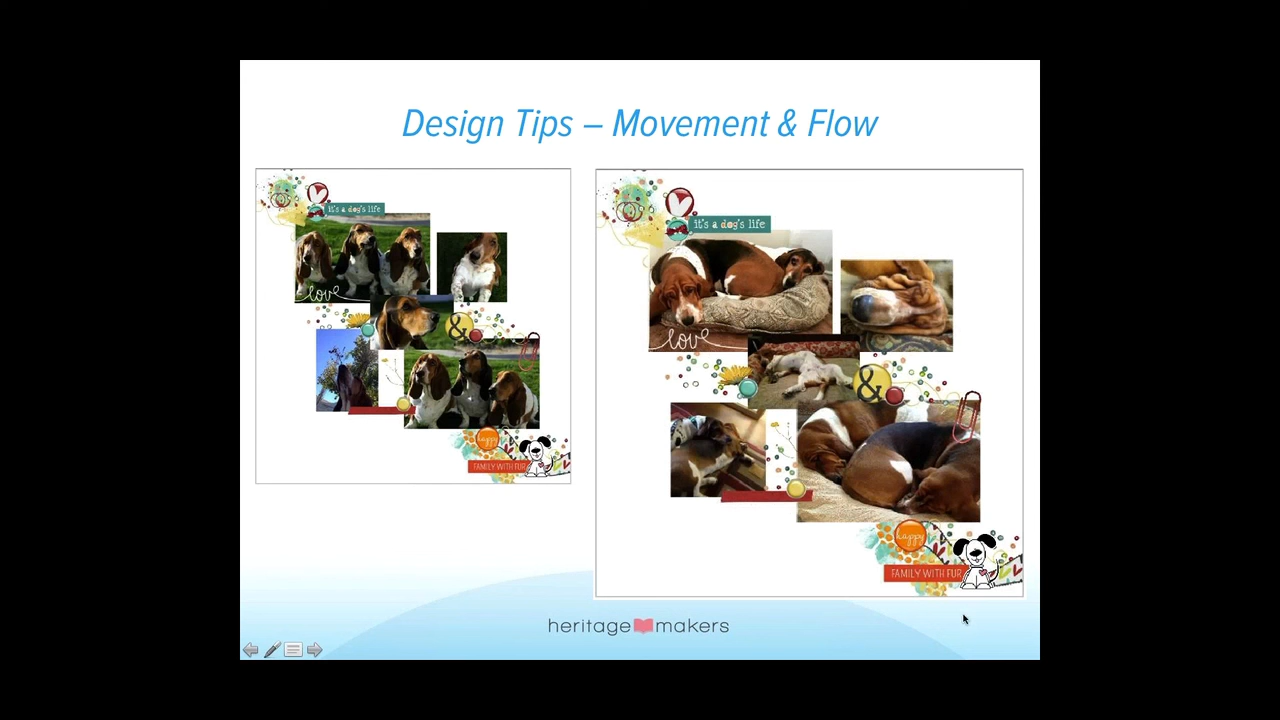 Design Tips – Movement & Flow
it's a dog's life
love
&
happy
FAMILY WITH FUR
it's a dog's life
love
&
happy
FAMILY WITH FUR
heritage makers